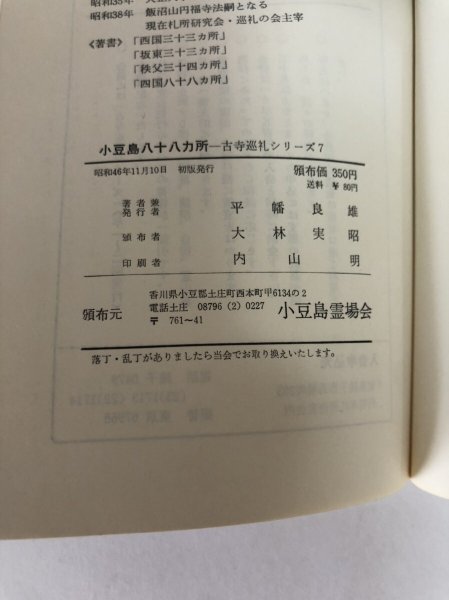 昭和35年
昭和38年 飯沼山円福寺法嗣となる
現在札所研究会・巡礼の会主宰
《著書》「西国三十三カ所」
「坂東三十三カ所」
「秩父三十四カ所」
「四国八十八カ所」
小豆島八十八カ所―古寺巡礼シリーズ7
昭和46年11月10日 初版発行 頒布価 350円
送料 ¥ 80円
著者兼発行者 平幡良雄
頒布者 大林実昭
印刷者 内山明
香川県小豆郡土庄町西本町甲6134の2
頒布元 電話土庄 08796 (2) 0227 小豆島霊場会
〒 761~41
落丁・乱丁がありましたら当会でお取り換えいたします。